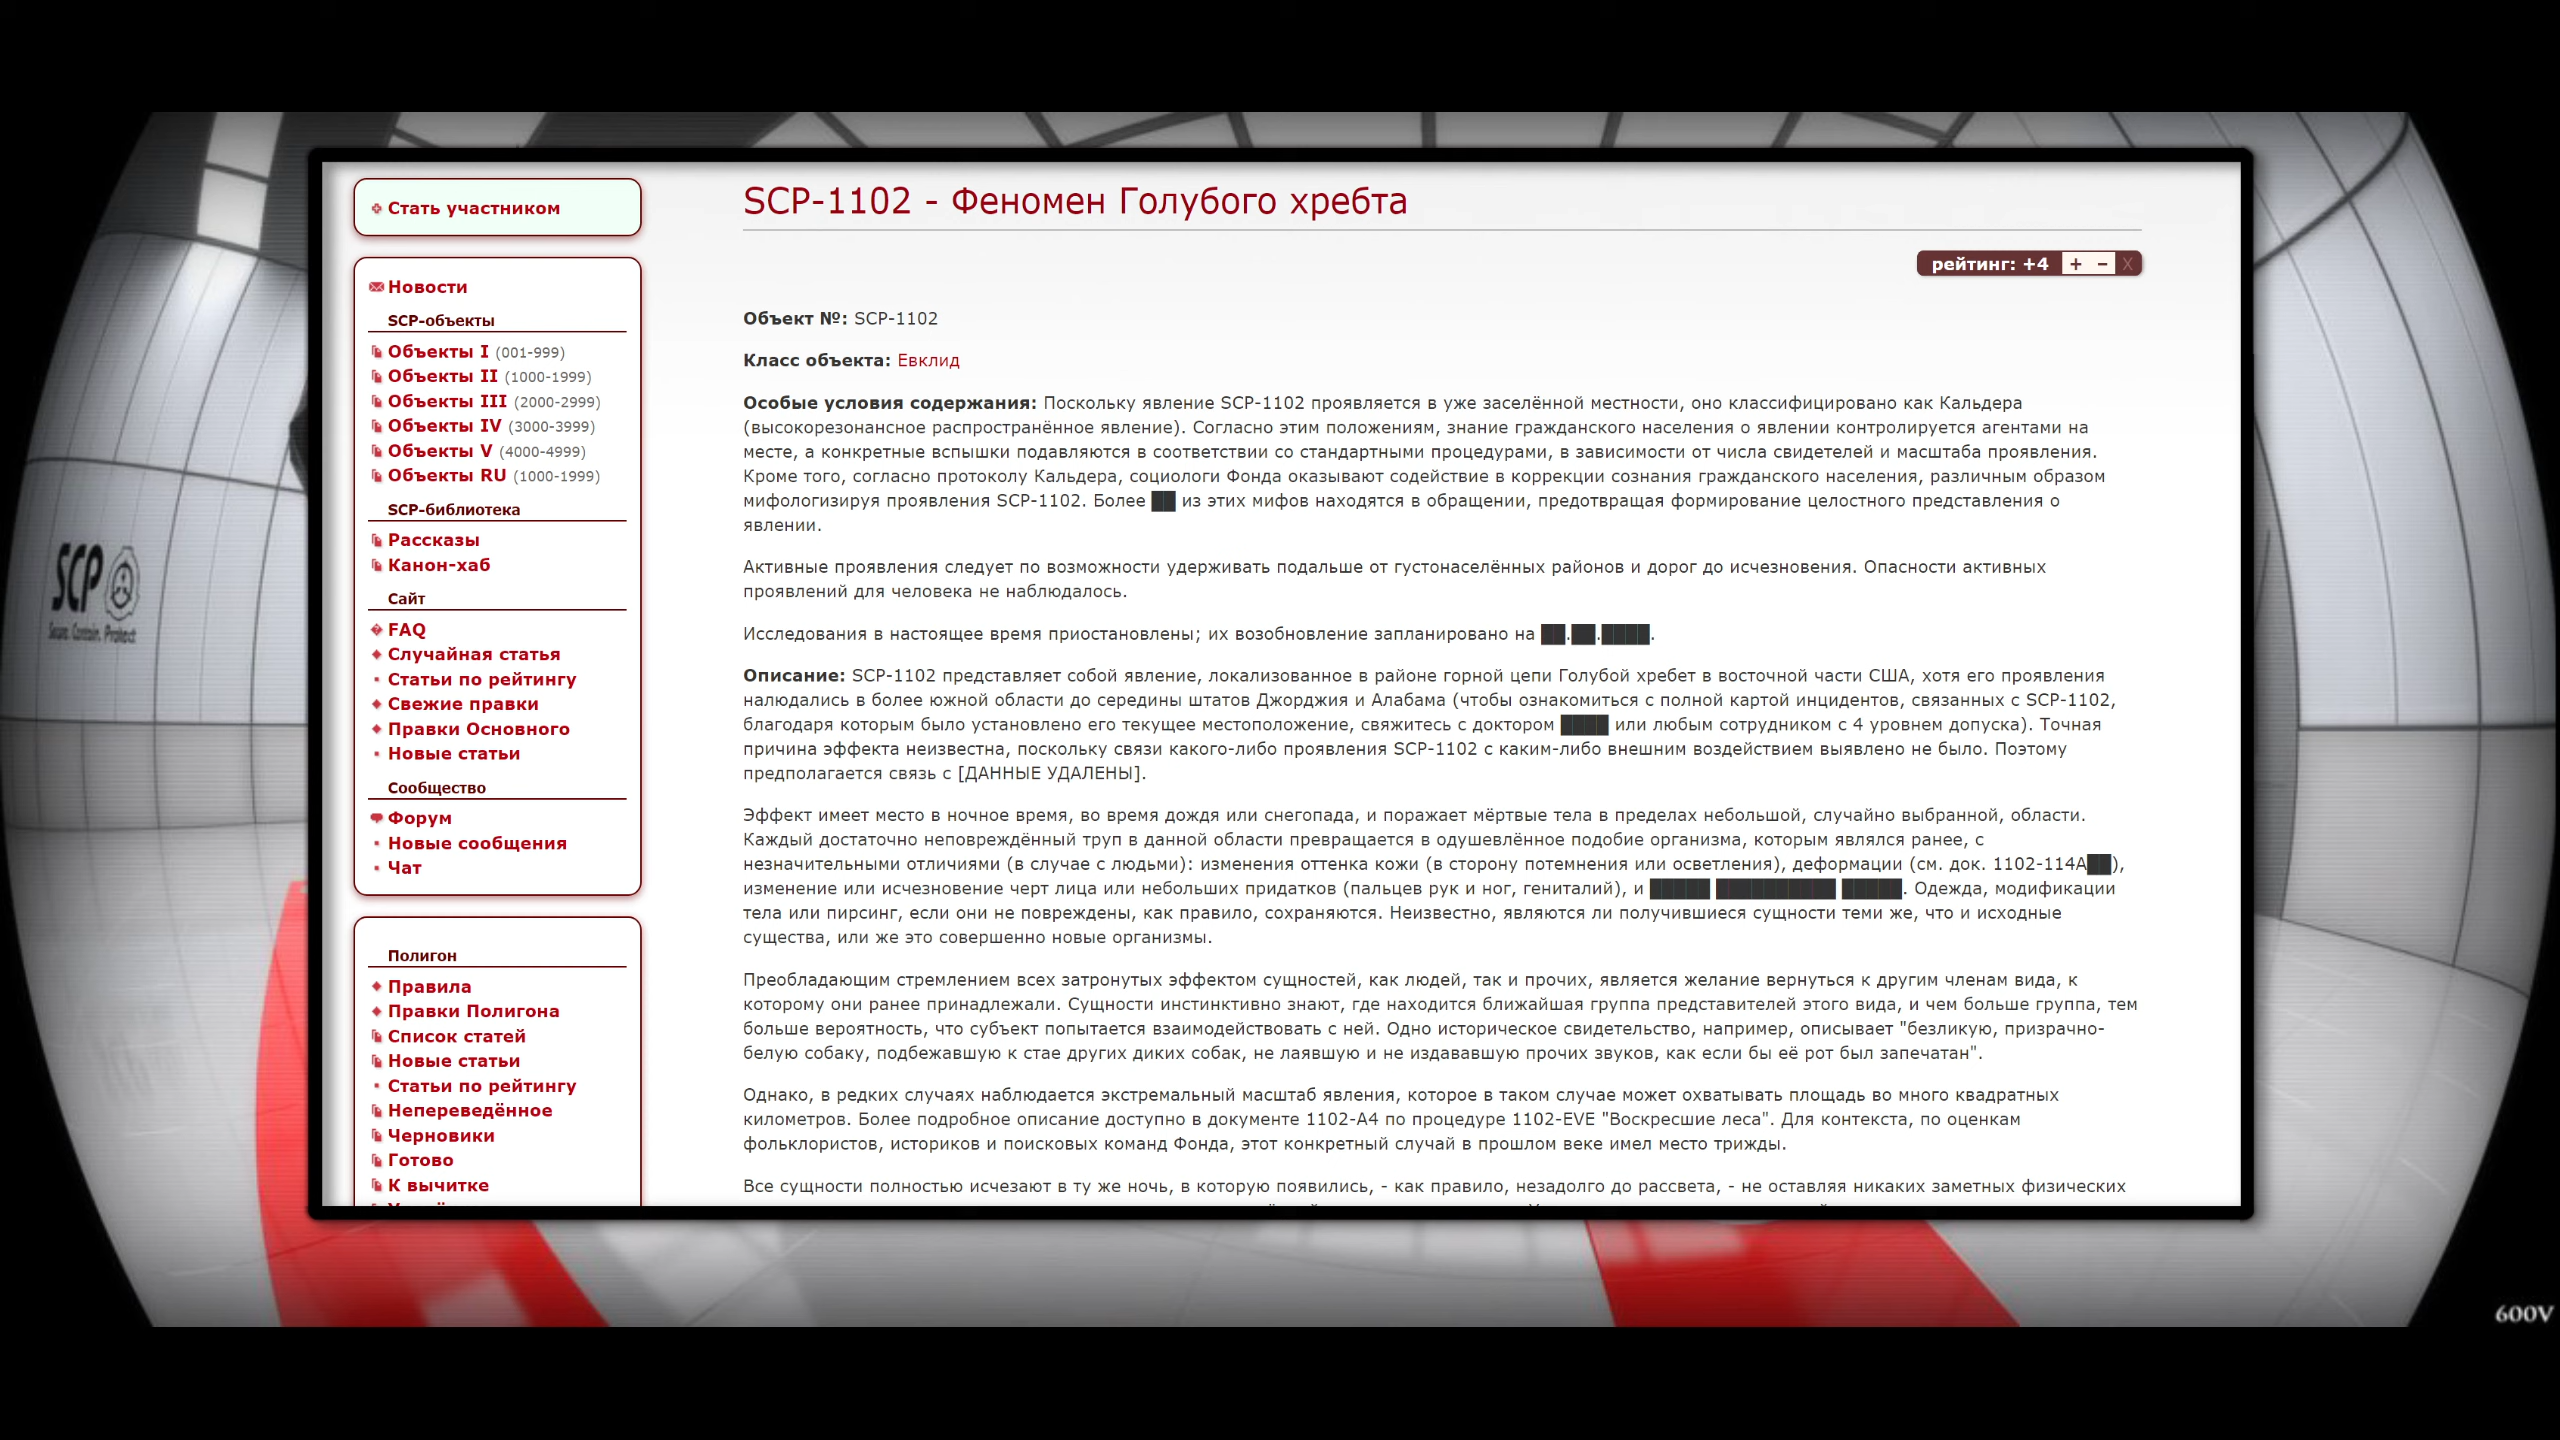 SCP
Secure. Contain. Protect
Стать участником
Новости
SCP-объекты
Объекты I (001-999)
Объекты II (1000-1999)
Объекты III (2000-2999)
Объекты IV (3000-3999)
Объекты V (4000-4999)
Объекты RU (1000-1999)
SCP-библиотека
Рассказы
Канон-хаб
Сайт
FAQ
Случайная статья
Статьи по рейтингу
Свежие правки
Правки Основного
Новые статьи
Сообщество
Форум
Новые сообщения
Чат
Полигон
Правила
Правки Полигона
Список статей
Новые статьи
Статьи по рейтингу
Непереведённое
Черновики
Готово
К вычитке
SCP-1102 - Феномен Голубого хребта
рейтинг: +4 + – X
Объект №: SCP-1102
Класс объекта: Евклид
Особые условия содержания: Поскольку явление SCP-1102 проявляется в уже заселённой местности, оно классифицировано как Кальдера
(высокорезонансное распространённое явление). Согласно этим положениям, знание гражданского населения о явлении контролируется агентами на
месте, а конкретные вспышки подавляются в соответствии со стандартными процедурами, в зависимости от числа свидетелей и масштаба проявления.
Кроме того, согласно протоколу Кальдера, социологи Фонда оказывают содействие в коррекции сознания гражданского населения, различным образом
мифологизируя проявления SCP-1102. Более ██ из этих мифов находятся в обращении, предотвращая формирование целостного представления о
явлении.
Активные проявления следует по возможности удерживать подальше от густонаселённых районов и дорог до исчезновения. Опасности активных
проявлений для человека не наблюдалось.
Исследования в настоящее время приостановлены; их возобновление запланировано на ██.██.████.
Описание: SCP-1102 представляет собой явление, локализованное в районе горной цепи Голубой хребет в восточной части США, хотя его проявления
налюдались в более южной области до середины штатов Джорджия и Алабама (чтобы ознакомиться с полной картой инцидентов, связанных с SCP-1102,
благодаря которым было установлено его текущее местоположение, свяжитесь с доктором ████ или любым сотрудником с 4 уровнем допуска). Точная
причина эффекта неизвестна, поскольку связи какого-либо проявления SCP-1102 с каким-либо внешним воздействием выявлено не было. Поэтому
предполагается связь с [ДАННЫЕ УДАЛЕНЫ].
Эффект имеет место в ночное время, во время дождя или снегопада, и поражает мёртвые тела в пределах небольшой, случайно выбранной, области.
Каждый достаточно неповреждённый труп в данной области превращается в одушевлённое подобие организма, которым являлся ранее, с
незначительными отличиями (в случае с людьми): изменения оттенка кожи (в сторону потемнения или осветления), деформации (см. док. 1102-114A██),
изменение или исчезновение черт лица или небольших придатков (пальцев рук и ног, гениталий), и █████ ██████████ █████. Одежда, модификации
тела или пирсинг, если они не повреждены, как правило, сохраняются. Неизвестно, являются ли получившиеся сущности теми же, что и исходные
существа, или же это совершенно новые организмы.
Преобладающим стремлением всех затронутых эффектом сущностей, как людей, так и прочих, является желание вернуться к другим членам вида, к
которому они ранее принадлежали. Сущности инстинктивно знают, где находится ближайшая группа представителей этого вида, и чем больше группа, тем
больше вероятность, что субъект попытается взаимодействовать с ней. Одно историческое свидетельство, например, описывает "безликую, призрачно-
белую собаку, подбежавшую к стае других диких собак, не лаявшую и не издававшую прочих звуков, как если бы её рот был запечатан".
Однако, в редких случаях наблюдается экстремальный масштаб явления, которое в таком случае может охватывать площадь во много квадратных
километров. Более подробное описание доступно в документе 1102-A4 по процедуре 1102-EVE "Воскресшие леса". Для контекста, по оценкам
фольклористов, историков и поисковых команд Фонда, этот конкретный случай в прошлом веке имел место трижды.
Все сущности полностью исчезают в ту же ночь, в которую появились, - как правило, незадолго до рассвета, - не оставляя никаких заметных физических
600V